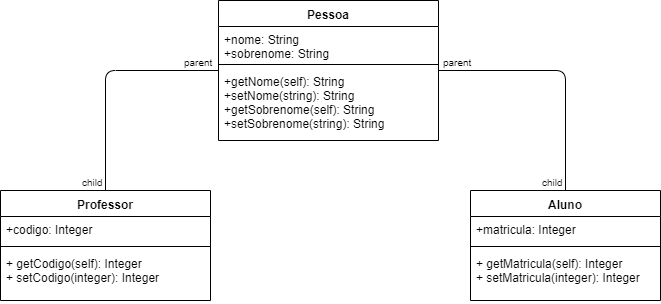 Pessoa
+nome: String
+sobrenome: String
+getNome(self): String
+setNome(string): String
+getSobrenome(self): String
+setSobrenome(string): String
parent
parent
child
child
Professor
+codigo: Integer
+ getCodigo(self): Integer
+ setCodigo(integer): Integer
Aluno
+matricula: Integer
+ getMatricula(self): Integer
+ setMatricula(integer): Integer